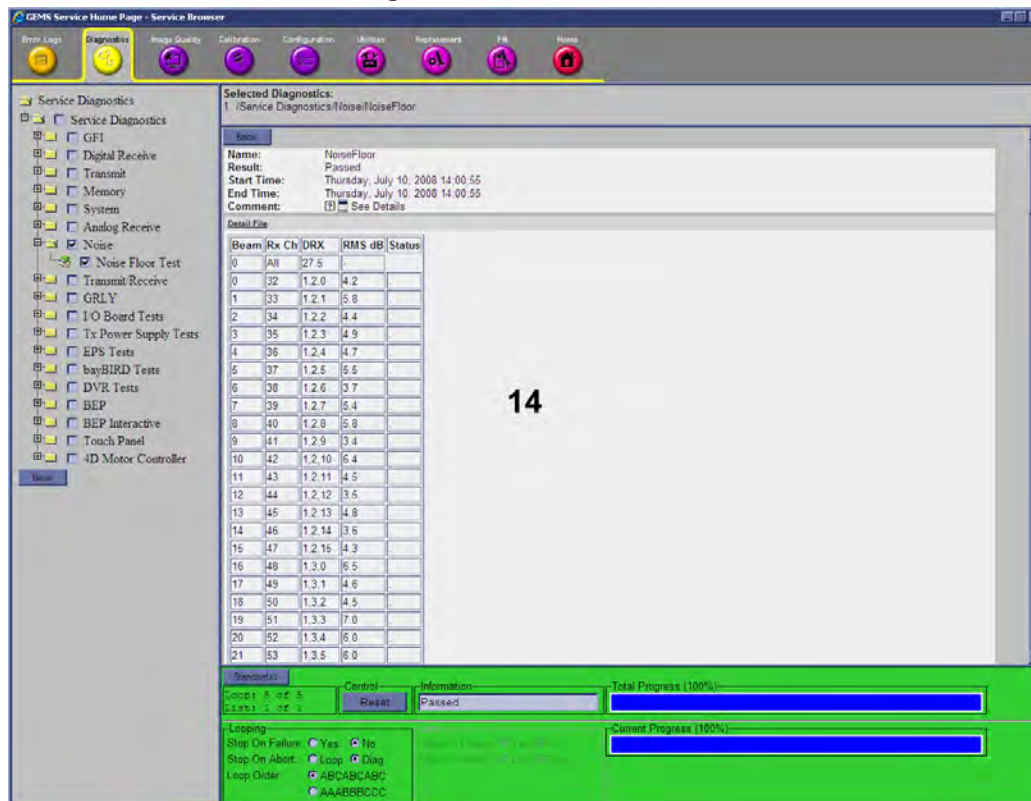 GEMS Service Home Page - Service Browser
Error Logs Diagnostics Image Quality Calibration Configuration Utilities Replacement PM Home
Service Diagnostics
Service Diagnostics
GFI
Digital Receive
Transmit
Memory
System
Analog Receive
Noise
Noise Floor Test
Transmit Receive
GRLY
I/O Board Tests
Tx Power Supply Tests
EPS Tests
bayBIRD Tests
DVR Tests
BEP
BEP Interactive
Touch Panel
4D Motor Controller
Selected Diagnostics:
1 /Service Diagnostics/Noise/NoiseFloor
Back
Name: NoiseFloor
Result: Passed
Start Time: Thursday, July 10, 2008 14:00:55
End Time: Thursday, July 10, 2008 14:00:55
Comment: [?] See Details
Detail File
Beam Rx Ch DRX RMS dB Status
0 All 27.5 -
0 32 1.2.0 4.2
1 33 1.2.1 5.8
2 34 1.2.2 4.4
3 35 1.2.3 4.9
4 36 1.2.4 4.7
5 37 1.2.5 5.5
6 38 1.2.6 3.7
7 39 1.2.7 5.4
8 40 1.2.8 5.8
9 41 1.2.9 3.4
10 42 1,2,10 6.4
11 43 1.2.11 4.5
12 44 1,2,12 3.5
13 45 1.2.13 4.8
14 46 1.2.14 3.6
15 47 1.2.15 4.3
16 48 1,3,0 6.5
17 49 1,3,1 4.6
18 50 1,3,2 4.5
19 51 1,3,3 7.0
20 52 1,3,4 6.0
21 53 1,3,5 6.0
14
Standard
Loop: 5 of 5
List: 1 of 1
Control
Reset
Information
Passed
Total Progress (100%)
Looping
Stop On Failure: Yes No
Stop On Abort: Loop Diag
Loop Order: ABCABCABC
AAABBBCCC
Current Progress (100%)